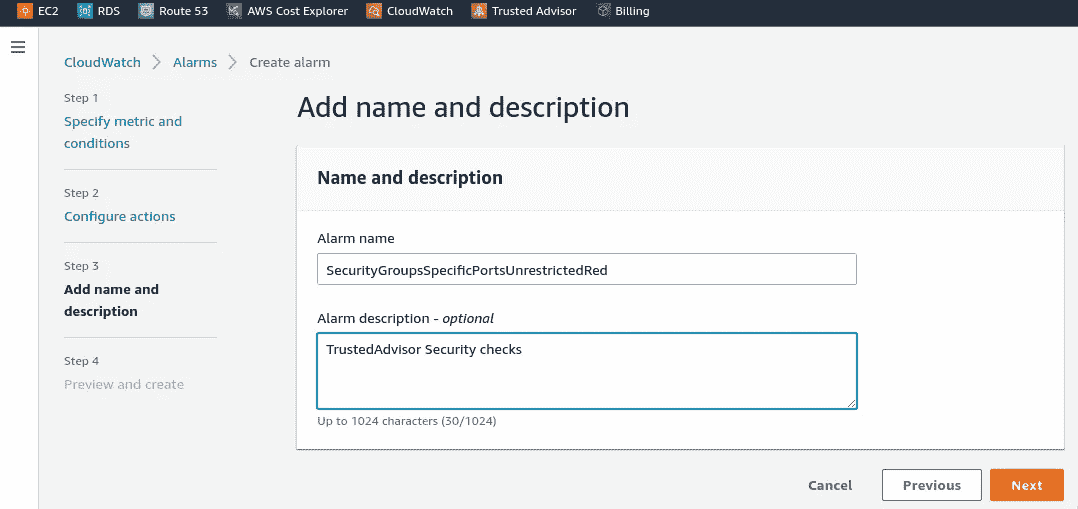 EC2 RDS Route 53 AWS Cost Explorer CloudWatch Trusted Advisor Billing
CloudWatch Alarms Create alarm
Step 1
Specify metric and
conditions
Step 2
Configure actions
Step 3
Add name and
description
Step 4
Preview and create
Add name and description
Name and description
Alarm name
SecurityGroupsSpecificPortsUnrestrictedRed
Alarm description - optional
TrustedAdvisor Security checks
Up to 1024 characters (30/1024)
Cancel Previous Next